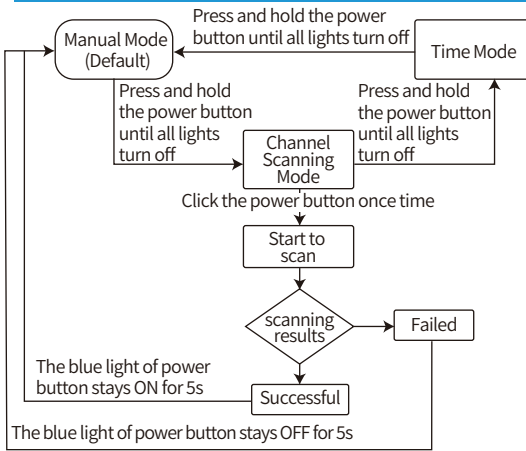 Press and hold the power
button until all lights turn off
Manual Mode
(Default)
Time Mode
Press and hold
the power button
until all lights
turn off
Press and hold
the power button
until all lights
turn off
Channel
Scanning
Mode
Click the power button once time
Start to
scan
scanning
results
Failed
The blue light of power
button stays ON for 5s
Successful
The blue light of power button stays OFF for 5s